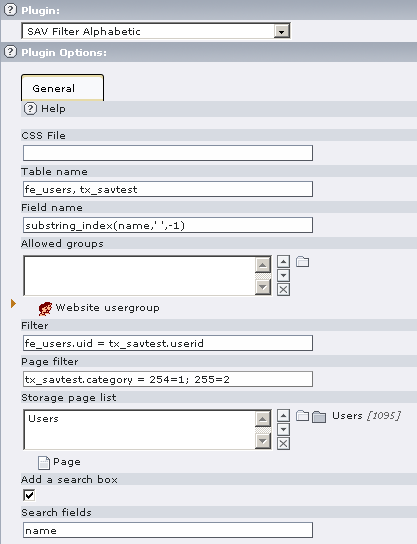 Plugin:
SAV Filter Alphabetic
Plugin Options:
General
Help
CSS File
Table name
fe_users, tx_savtest
Field name
substring_index(name,' ',-1)
Allowed groups
Website usergroup
Filter
fe_users.uid = tx_savtest.userid
Page filter
tx_savtest.category = 254=1; 255=2
Storage page list
Users Users [1095]
Page
Add a search box
Search fields
name